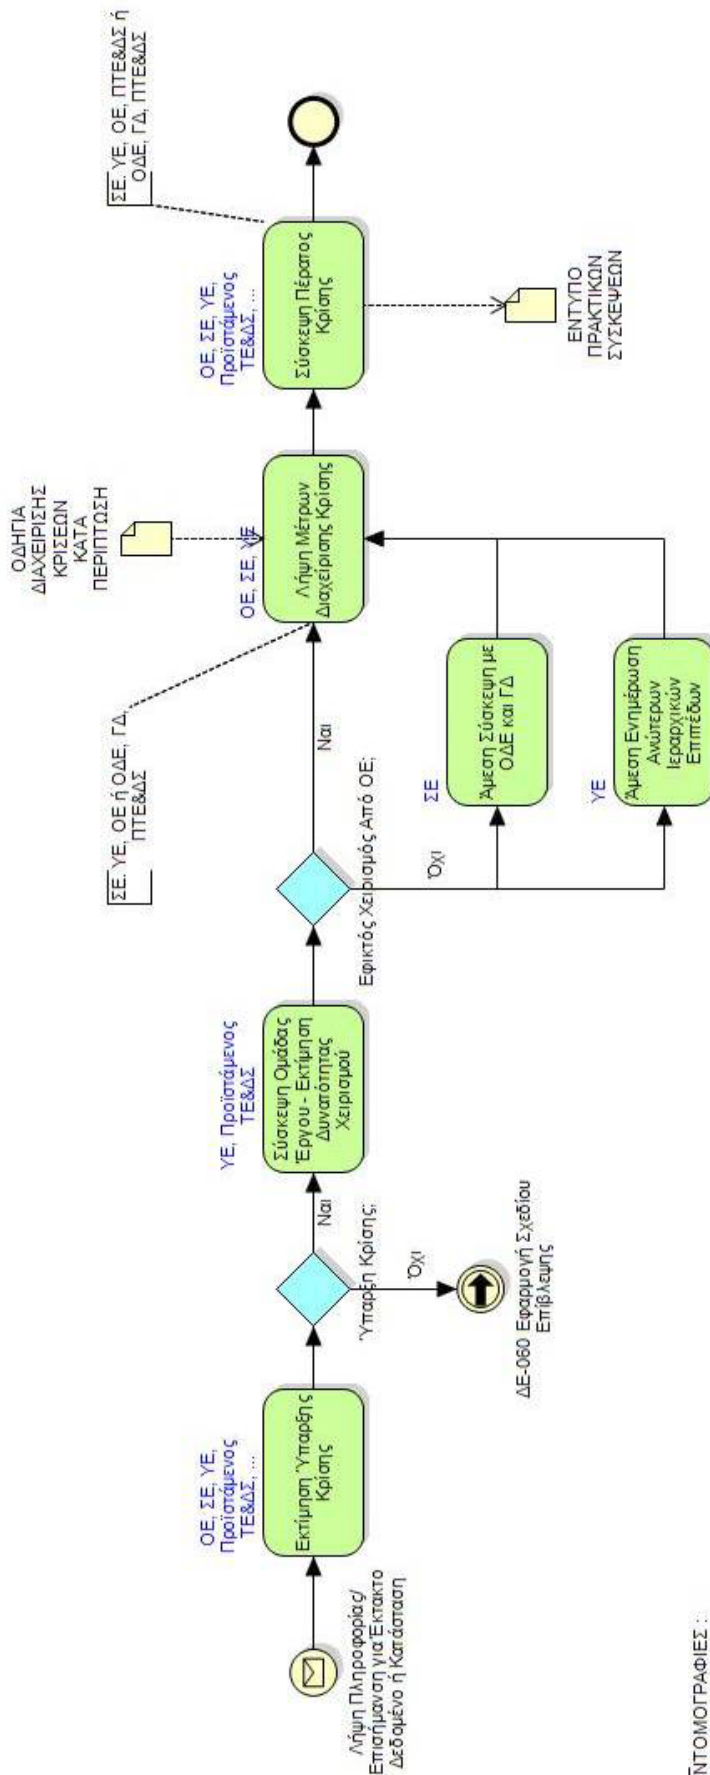 Λήψη Πληροφορίας/
Επισήμανση για Έκτακτο
Δεδομένο ή Κατάσταση
ΟΕ, ΣΕ, ΥΕ,
Προϊστάμενος
ΤΕ&ΔΣ, ...
Εκτίμηση Ύπαρξης
Κρίσης
Ύπαρξη Κρίσης;
Ναι
Όχι
ΔΕ-060 Εφαρμογή Σχεδίου
Επίβλεψης
ΥΕ, Προϊστάμενος
ΤΕ&ΔΣ
Σύσκεψη Ομάδας
Έργου - Εκτίμηση
Δυνατότητας
Χειρισμού
Εφικτός Χειρισμός Από ΟΕ;
Ναι
Όχι
ΣΕ
Άμεση Σύσκεψη με
ΟΔΕ και ΓΔ
ΥΕ
Άμεση Ενημέρωση
Ανώτερων
Ιεραρχικών
Επιπέδων
ΣΕ. ΥΕ, ΟΕ ή ΟΔΕ, ΓΔ,
ΠΤΕ&ΔΣ
ΟΔΗΓΙΑ
ΔΙΑΧΕΙΡΙΣΗΣ
ΚΡΙΣΕΩΝ
ΚΑΤΑ
ΠΕΡΙΠΤΩΣΗ
ΟΕ, ΣΕ, ΥΕ
Λήψη Μέτρων
Διαχείρισης Κρίσης
ΟΕ, ΣΕ, ΥΕ,
Προϊστάμενος
ΤΕ&ΔΣ, ...
Σύσκεψη Πέρατος
Κρίσης
ΣΕ. ΥΕ, ΟΕ, ΠΤΕ&ΔΣ ή
ΟΔΕ, ΓΔ, ΠΤΕ&ΔΣ
ΕΝΤΥΠΟ
ΠΡΑΚΤΙΚΩΝ
ΣΥΣΚΕΨΕΩΝ
ΝΤΟΜΟΓΡΑΦΙΕΣ :